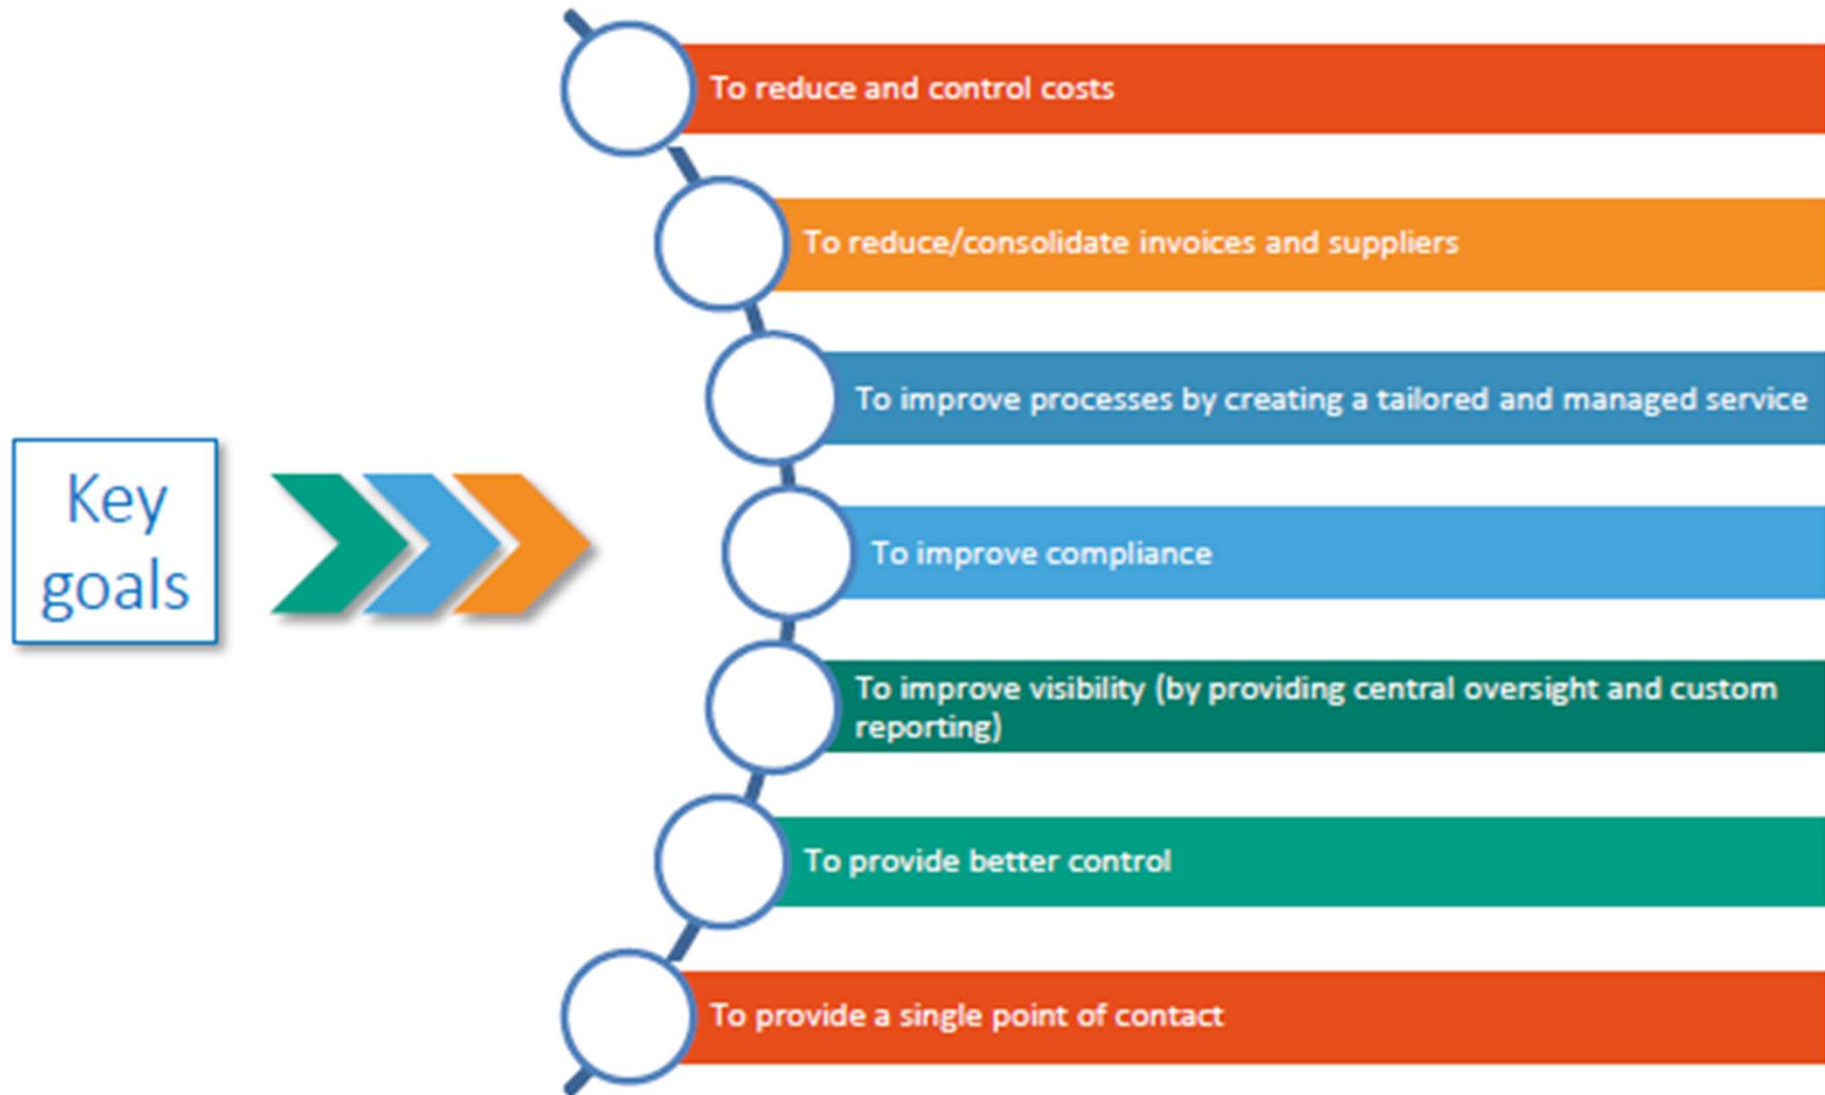 Key
goals
To reduce and control costs
To reduce/consolidate invoices and suppliers
To improve processes by creating a tailored and managed service
To improve compliance
To improve visibility (by providing central oversight and custom
reporting)
To provide better control
To provide a single point of contact